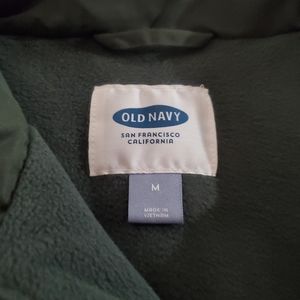 OLD NAVY
SAN FRANCISCO
CALIFORNIA
M
MADE IN
VIETNAM